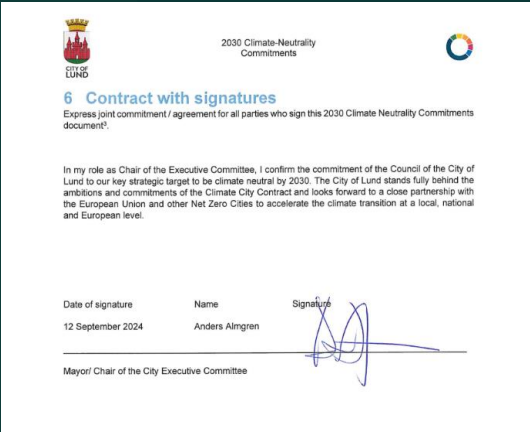 CITY OF
LUND
2030 Climate-Neutrality
Commitments
6 Contract with signatures
Express joint commitment / agreement for all parties who sign this 2030 Climate Neutrality Commitments
document³.
In my role as Chair of the Executive Committee, I confirm the commitment of the Council of the City of
Lund to our key strategic target to be climate neutral by 2030. The City of Lund stands fully behind the
ambitions and commitments of the Climate City Contract and looks forward to a close partnership with
the European Union and other Net Zero Cities to accelerate the climate transition at a local, national
and European level.
Date of signature Name Signature
12 September 2024 Anders Almgren
Mayor/ Chair of the City Executive Committee